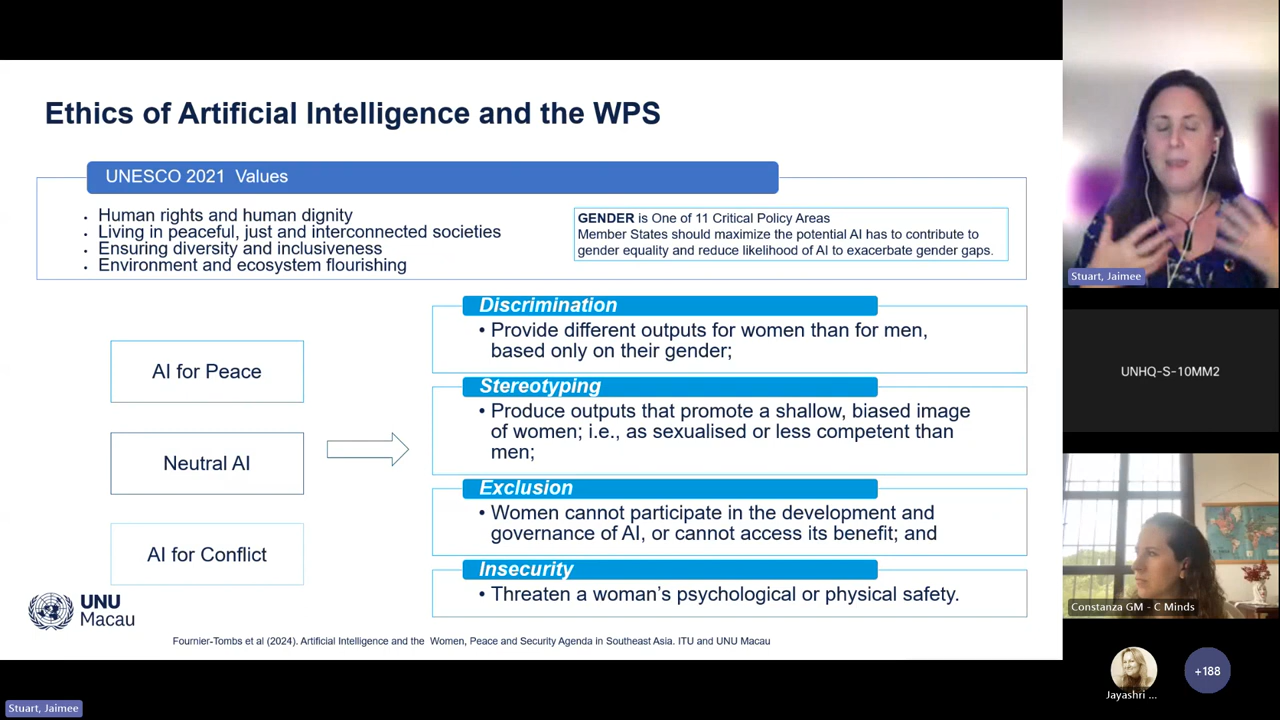 Ethics of Artificial Intelligence and the WPS
UNESCO 2021 Values
• Human rights and human dignity
• Living in peaceful, just and interconnected societies
• Ensuring diversity and inclusiveness
• Environment and ecosystem flourishing
GENDER is One of 11 Critical Policy Areas
Member States should maximize the potential AI has to contribute to
gender equality and reduce likelihood of AI to exacerbate gender gaps.
AI for Peace
Neutral AI
AI for Conflict
Discrimination
• Provide different outputs for women than for men,
based only on their gender;
Stereotyping
• Produce outputs that promote a shallow, biased image
of women; i.e., as sexualised or less competent than
men;
Exclusion
• Women cannot participate in the development and
governance of AI, or cannot access its benefit; and
Insecurity
• Threaten a woman's psychological or physical safety.
UNU
Macau
Fournier-Tombs et al (2024). Artificial Intelligence and the Women, Peace and Security Agenda in Southeast Asia. ITU and UNU Macau
Stuart, Jaimee
UNHQ-S-10MM2
Constanza GM - C Minds
Jayashri ...
+188
Stuart, Jaimee